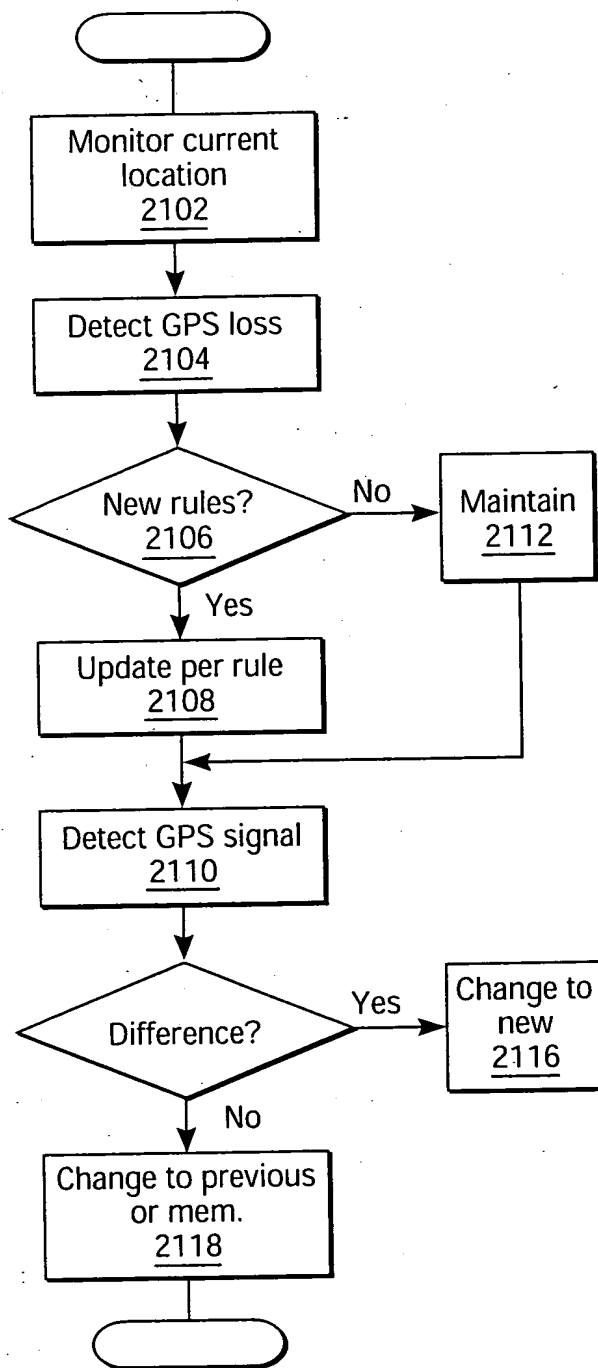 Monitor current
location
2102
Detect GPS loss
2104
New rules?
2106
No
Maintain
2112
Yes
Update per rule
2108
Detect GPS signal
2110
Difference?
Yes
Change to
new
2116
No
Change to previous
or mem.
2118